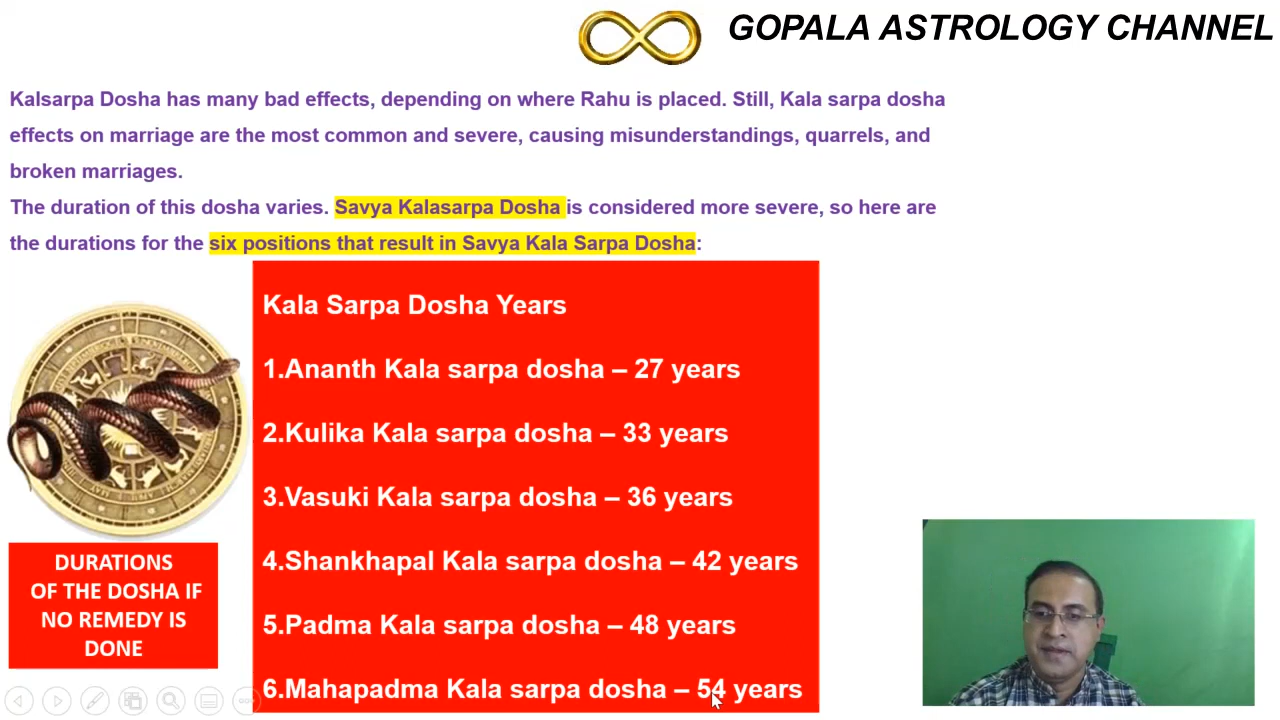 GOPALA ASTROLOGY CHANNEL
Kalsarpa Dosha has many bad effects, depending on where Rahu is placed. Still, Kala sarpa dosha
effects on marriage are the most common and severe, causing misunderstandings, quarrels, and
broken marriages.
The duration of this dosha varies. Savya Kalasarpa Dosha is considered more severe, so here are
the durations for the six positions that result in Savya Kala Sarpa Dosha:
Kala Sarpa Dosha Years
1.Ananth Kala sarpa dosha – 27 years
2.Kulika Kala sarpa dosha – 33 years
3.Vasuki Kala sarpa dosha – 36 years
4.Shankhapal Kala sarpa dosha – 42 years
5.Padma Kala sarpa dosha – 48 years
6.Mahapadma Kala sarpa dosha – 54 years
DURATIONS
OF THE DOSHA IF
NO REMEDY IS
DONE